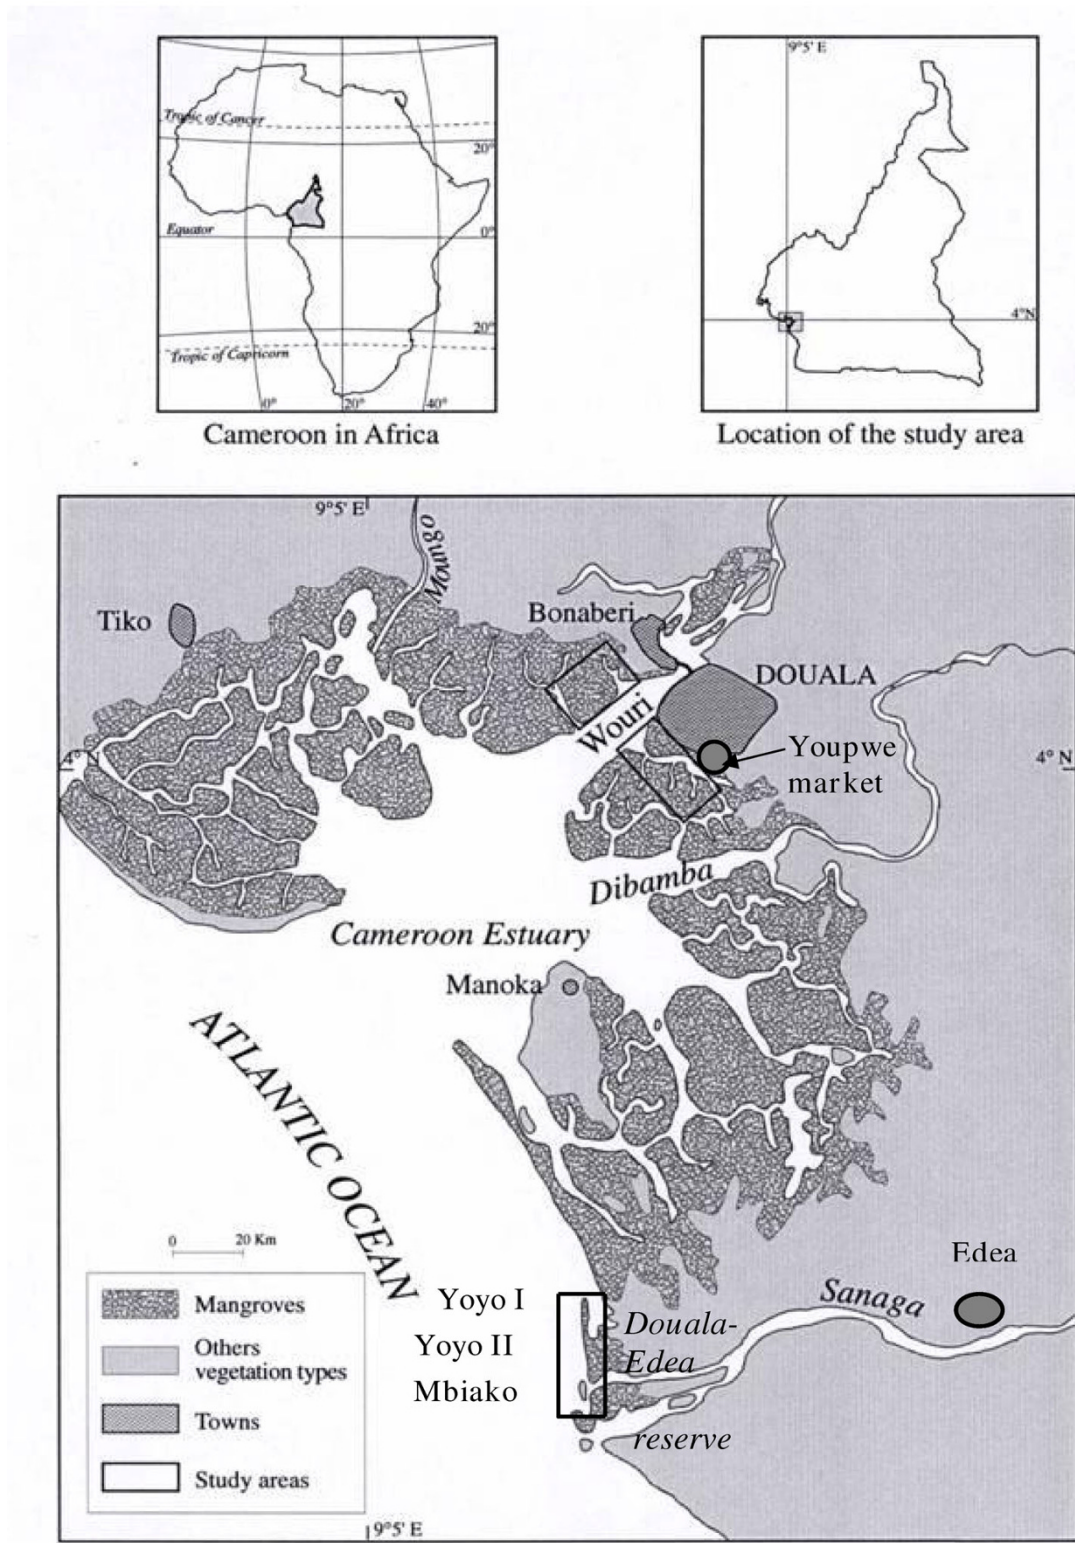 Tropic of Cancer
20°
Equator
0°
20°
Tropic of Capricorn
0°
20°
40°
Cameroon in Africa
9°5' E
4°N
Location of the study area
9°5' E
Moungo
Tiko
Bonaberi
DOUALA
Wouri
Youpwe
market
4°
4° N
Dibamba
Cameroon Estuary
Manoka
ATLANTIC OCEAN
0 20 Km
Edea
Sanaga
Yoyo I
Yoyo II
Mbiako
Douala-
Edea
reserve
Mangroves
Others
vegetation types
Towns
Study areas
9°5' E